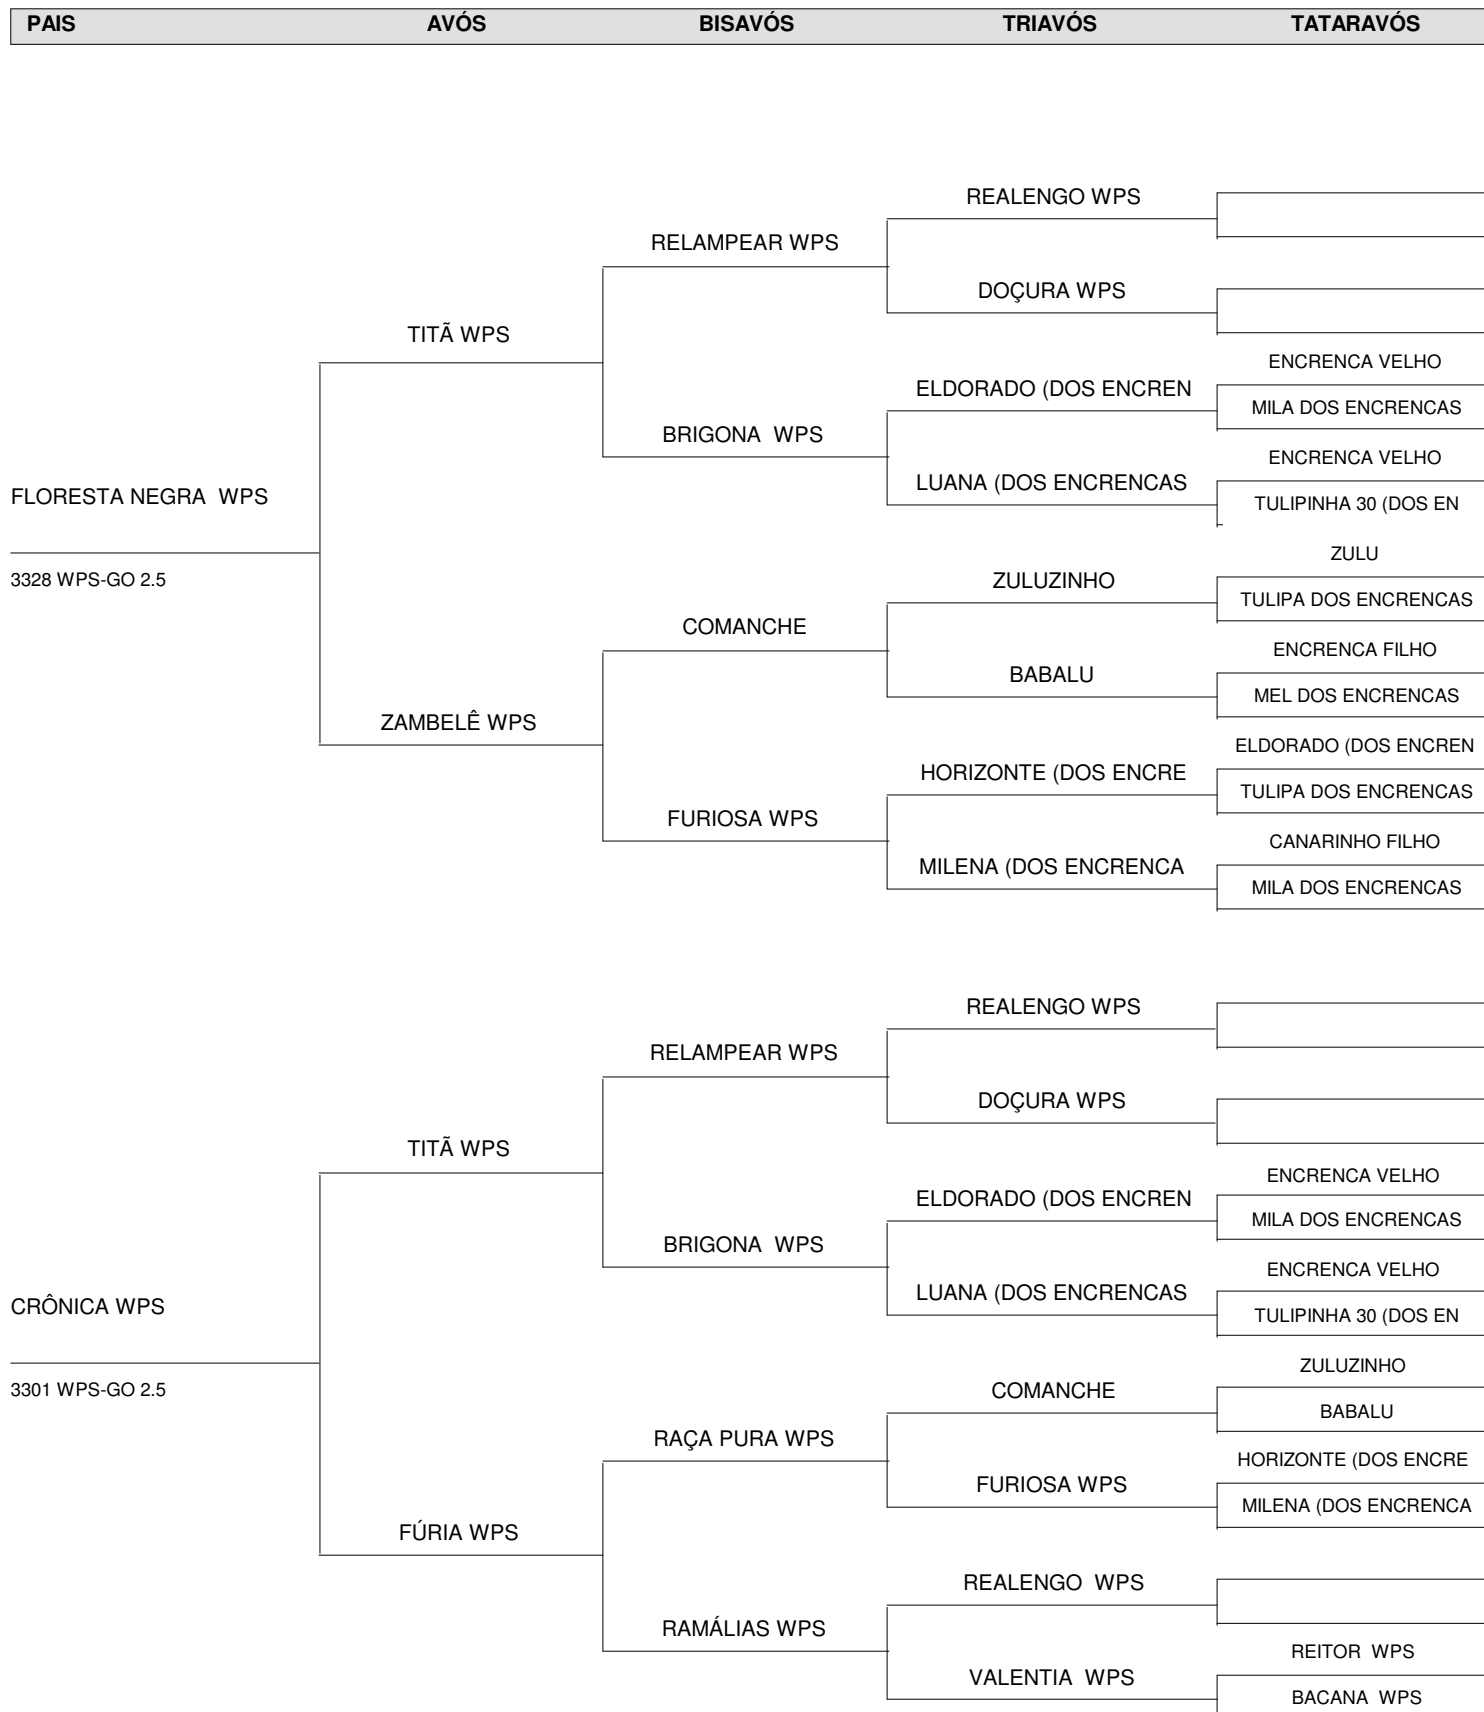 PAIS AVÓS BISAVÓS TRIAVÓS TATARAVÓS
REALENGO WPS
RELAMPEAR WPS
DOÇURA WPS
TITÃ WPS
ENCRENCA VELHO
ELDORADO (DOS ENCREN
MILA DOS ENCRENCAS
BRIGONA WPS
ENCRENCA VELHO
LUANA (DOS ENCRENCAS
FLORESTA NEGRA WPS
TULIPINHA 30 (DOS EN
ZULU
3328 WPS-GO 2.5
ZULUZINHO
TULIPA DOS ENCRENCAS
COMANCHE
ENCRENCA FILHO
BABALU
MEL DOS ENCRENCAS
ZAMBELÊ WPS
ELDORADO (DOS ENCREN
HORIZONTE (DOS ENCRE
TULIPA DOS ENCRENCAS
FURIOSA WPS
CANARINHO FILHO
MILENA (DOS ENCRENCA
MILA DOS ENCRENCAS
REALENGO WPS
RELAMPEAR WPS
DOÇURA WPS
TITÃ WPS
ENCRENCA VELHO
ELDORADO (DOS ENCREN
MILA DOS ENCRENCAS
BRIGONA WPS
ENCRENCA VELHO
LUANA (DOS ENCRENCAS
CRÔNICA WPS
TULIPINHA 30 (DOS EN
ZULUZINHO
3301 WPS-GO 2.5
COMANCHE
BABALU
RAÇA PURA WPS
HORIZONTE (DOS ENCRE
FURIOSA WPS
MILENA (DOS ENCRENCA
FÚRIA WPS
REALENGO WPS
RAMÁLIAS WPS
REITOR WPS
VALENTIA WPS
BACANA WPS